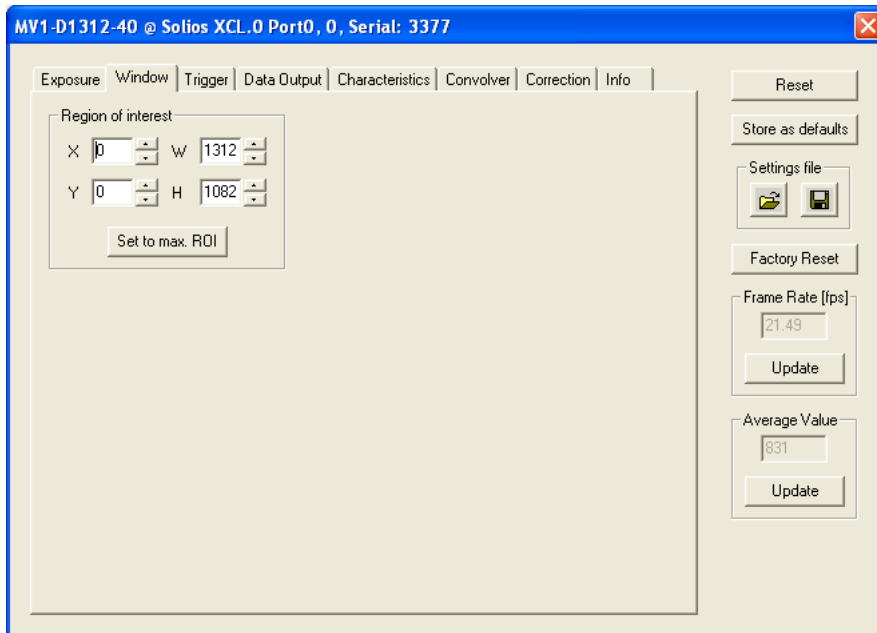 MV1-D1312-40 @ Solios XCL.0 Port0, 0, Serial: 3377
Exposure Window Trigger Data Output Characteristics Convolver Correction Info
Region of interest
X 0 W 1312
Y 0 H 1082
Set to max. ROI
Reset
Store as defaults
Settings file
Factory Reset
Frame Rate [fps]
21.49
Update
Average Value
831
Update